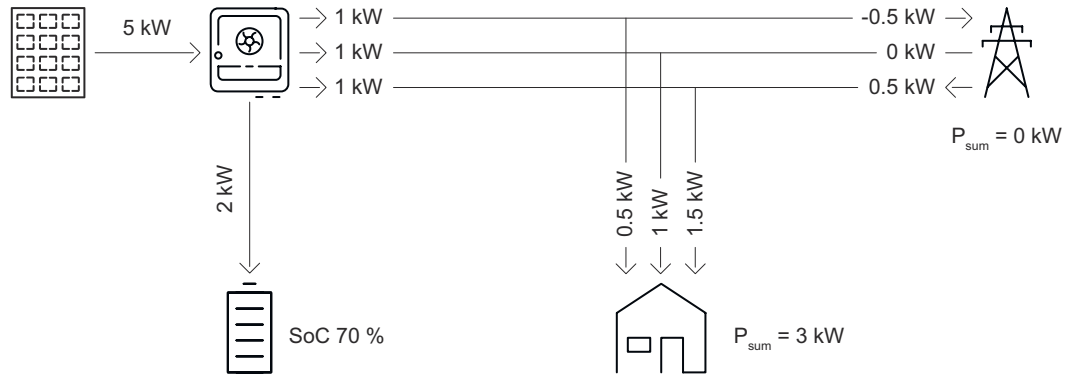 5 kW
1 kW
-0.5 kW
1 kW
0 kW
1 kW
0.5 kW
P_sum = 0 kW
2 kW
0.5 kW
1 kW
1.5 kW
SoC 70 %
P_sum = 3 kW